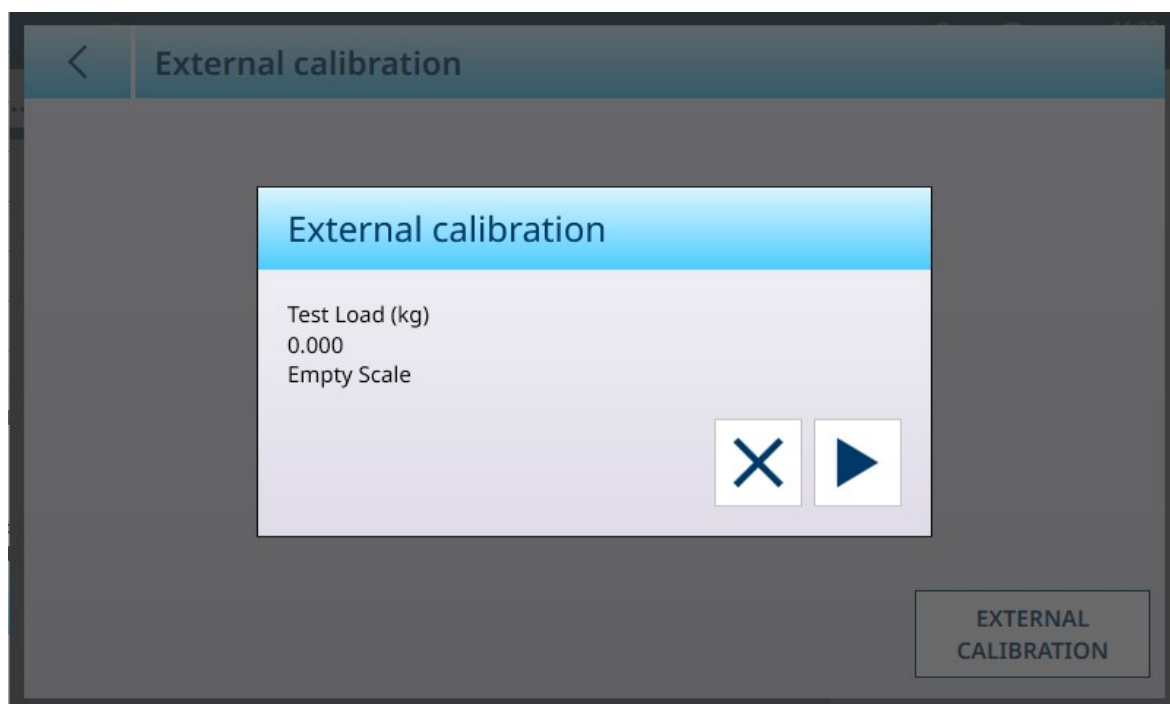 External calibration
External calibration
Test Load (kg)
0.000
Empty Scale
EXTERNAL
CALIBRATION